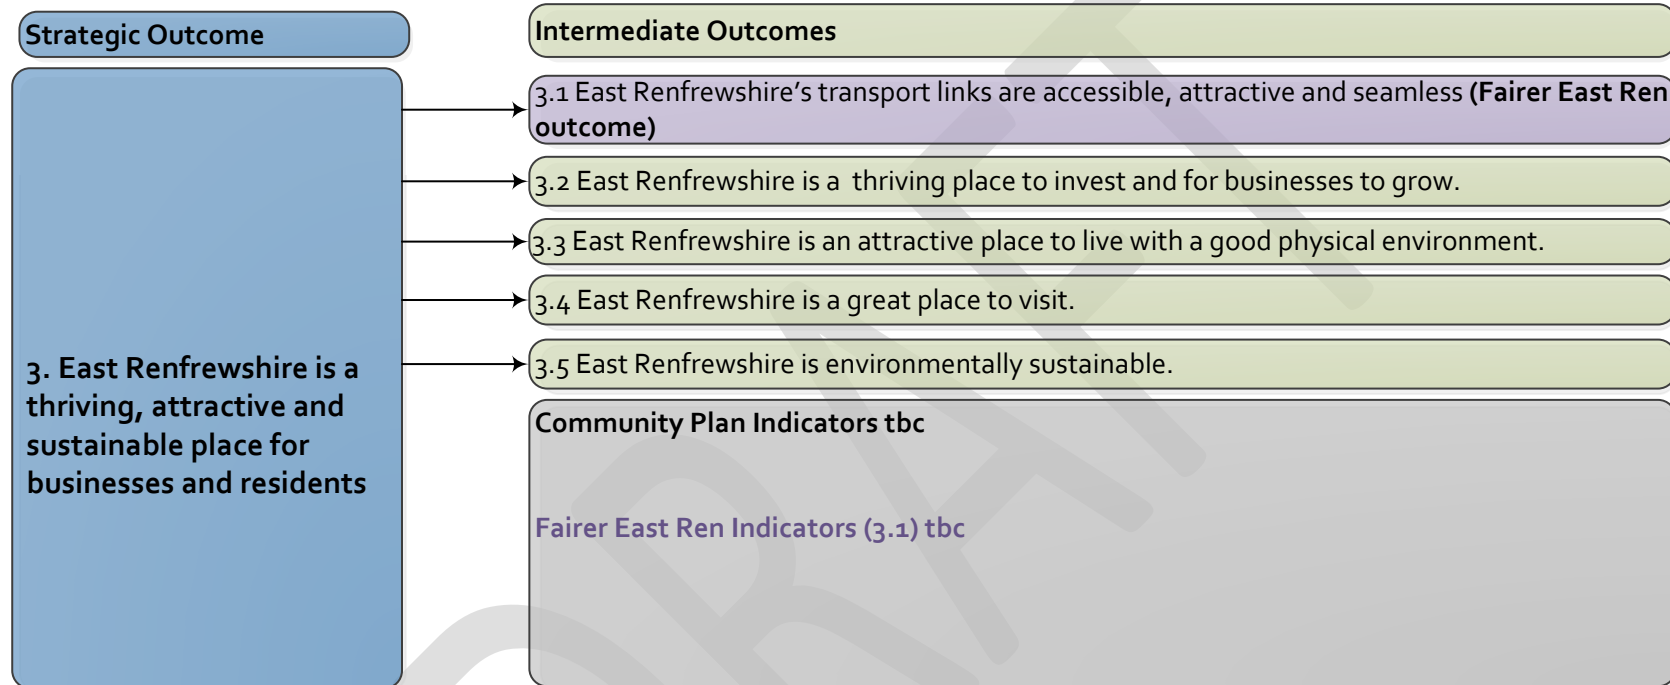 Strategic Outcome
Intermediate Outcomes
3. East Renfrewshire is a
thriving, attractive and
sustainable place for
businesses and residents
3.1 East Renfrewshire's transport links are accessible, attractive and seamless (Fairer East Ren
outcome)
3.2 East Renfrewshire is a  thriving place to invest and for businesses to grow.
3.3 East Renfrewshire is an attractive place to live with a good physical environment.
3.4 East Renfrewshire is a great place to visit.
3.5 East Renfrewshire is environmentally sustainable.
Community Plan Indicators tbc
Fairer East Ren Indicators (3.1) tbc
DRAFT